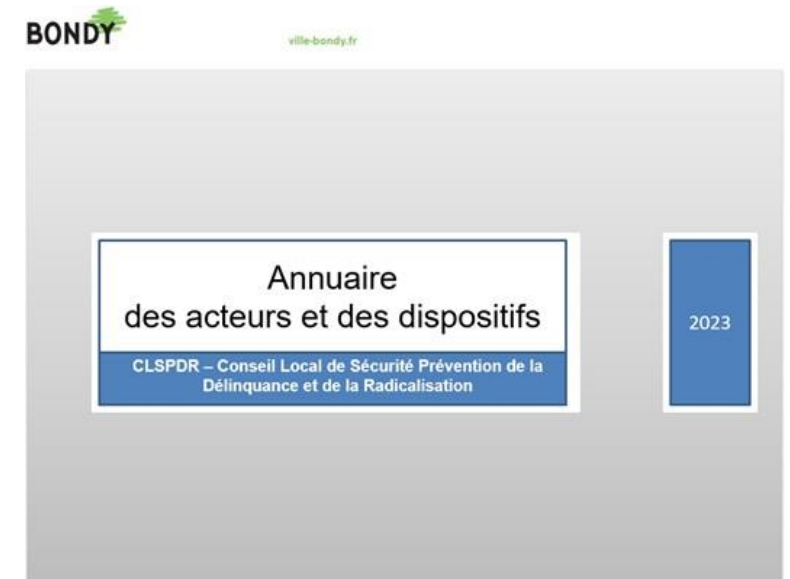 BONDY
ville-bondy.fr
Annuaire
des acteurs et des dispositifs
2023
CLSPDR – Conseil Local de Sécurité Prévention de la
Délinquance et de la Radicalisation